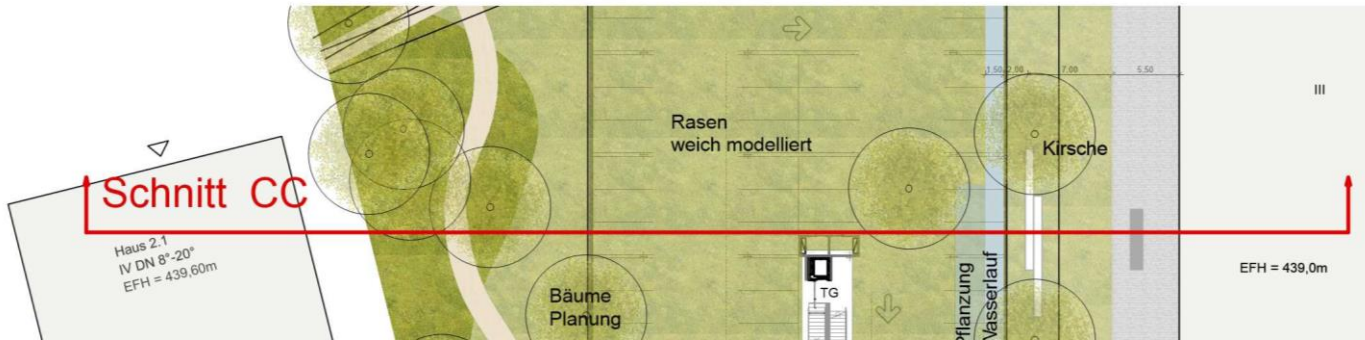 1,50
2,00
7,00
5,50
III
Rasen
weich modelliert
Kirsche
Schnitt CC
Haus 2.1
IV DN 8°-20°
EFH = 439,60m
EFH = 439,0m
TG
Bäume
Planung
Pflanzung
Wasserlauf